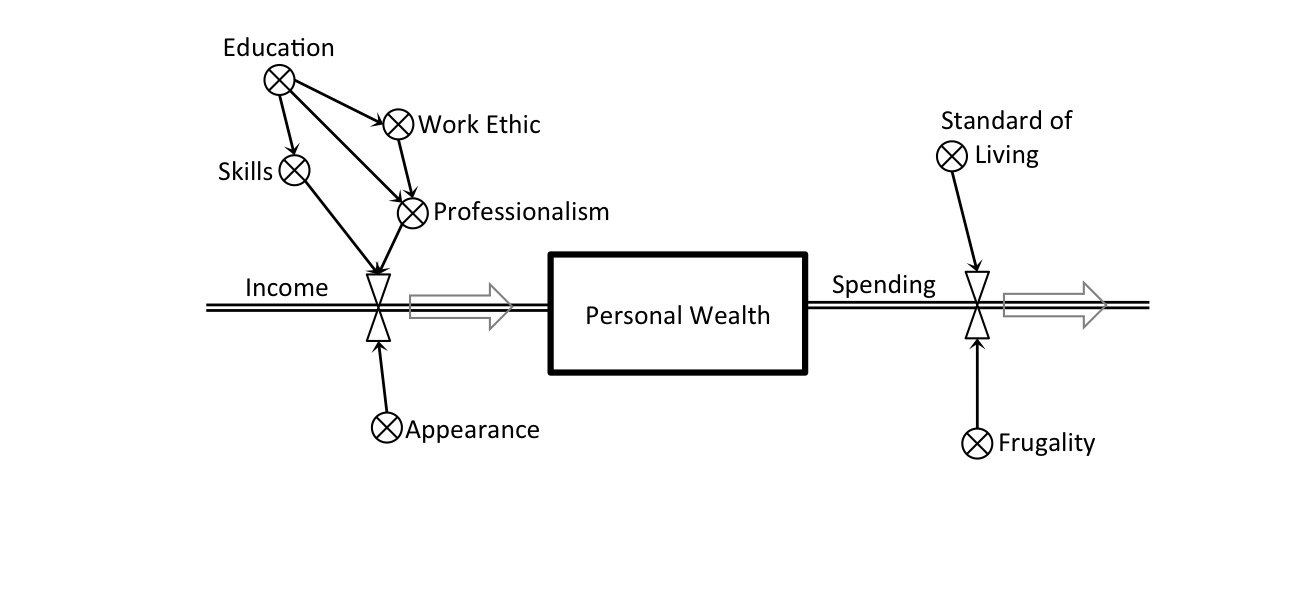 Education
Work Ethic
Skills
Professionalism
Standard of
Living
Income
Personal Wealth
Spending
Appearance
Frugality